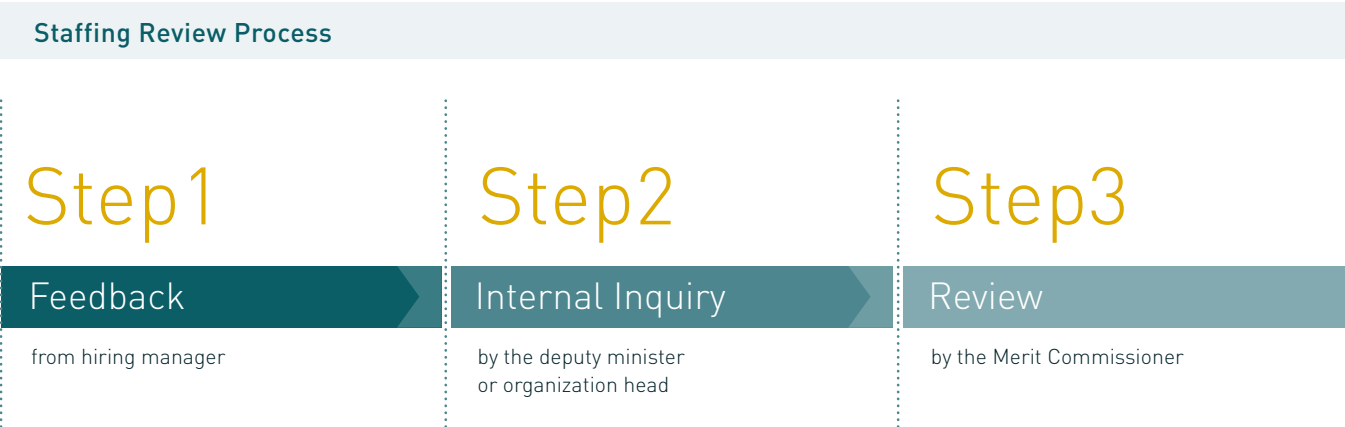 Staffing Review Process
Step1
Feedback
from hiring manager
Step2
Internal Inquiry
by the deputy minister
or organization head
Step3
Review
by the Merit Commissioner